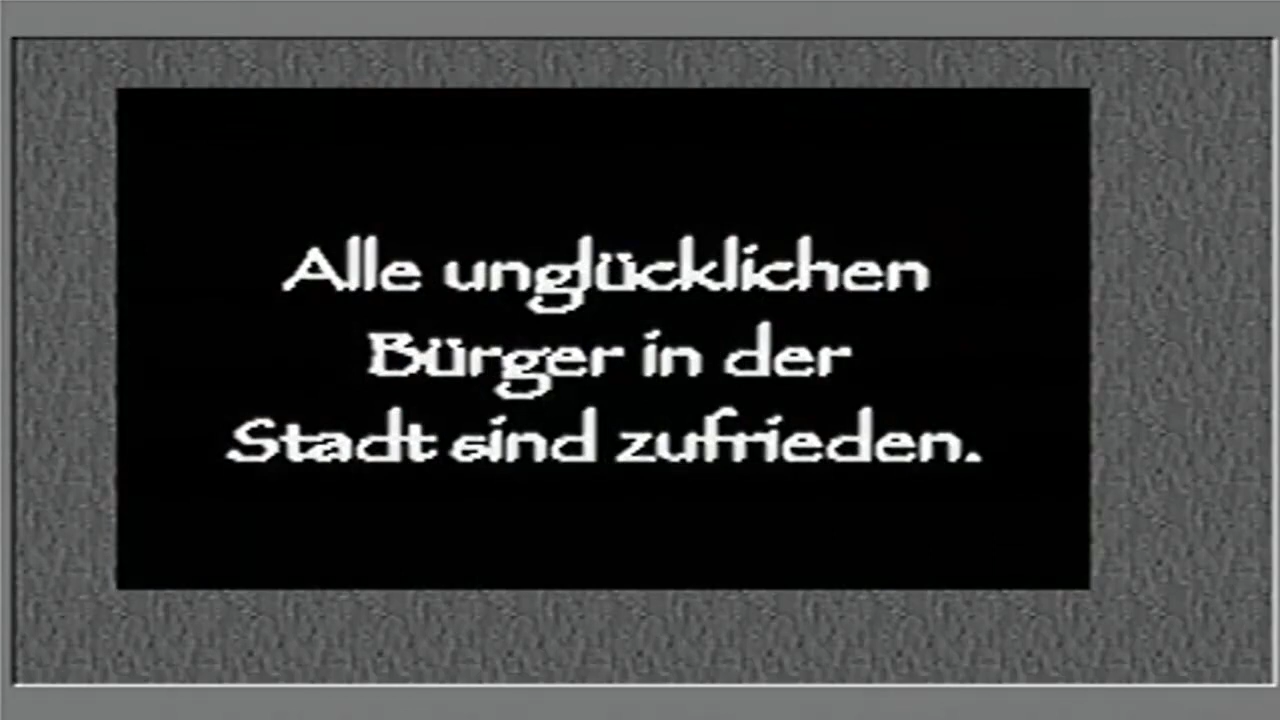 Alle unglücklichen
Bürger in der
Stadt sind zufrieden.